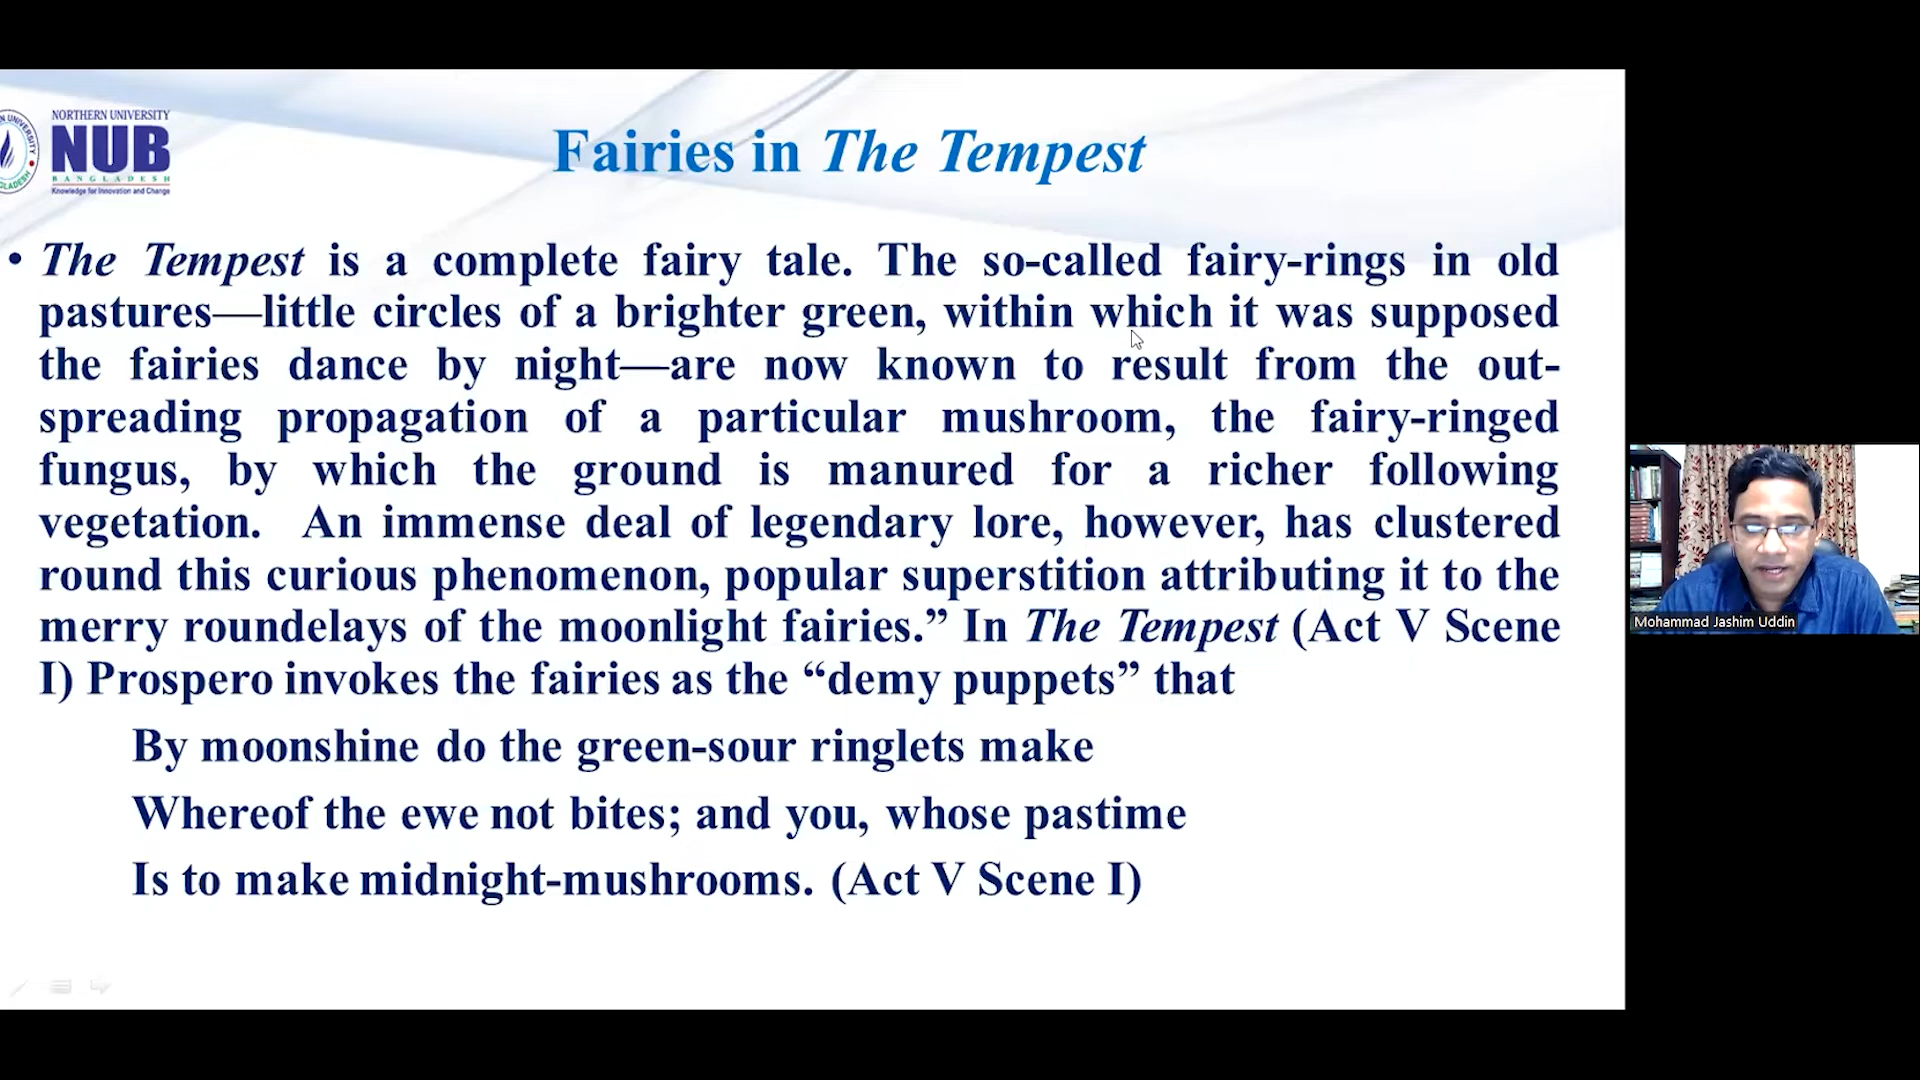 N UNIVERSITY
GLADESH
NORTHERN UNIVERSITY
NUB
BANGLADESH
Knowledge for Innovation and Change
Fairies in The Tempest
• The Tempest is a complete fairy tale. The so-called fairy-rings in old
pastures—little circles of a brighter green, within which it was supposed
the fairies dance by night—are now known to result from the out-
spreading propagation of a particular mushroom, the fairy-ringed
fungus, by which the ground is manured for a richer following
vegetation. An immense deal of legendary lore, however, has clustered
round this curious phenomenon, popular superstition attributing it to the
merry roundelays of the moonlight fairies.” In The Tempest (Act V Scene
I) Prospero invokes the fairies as the “demy puppets” that
By moonshine do the green-sour ringlets make
Whereof the ewe not bites; and you, whose pastime
Is to make midnight-mushrooms. (Act V Scene I)
Mohammad Jashim Uddin